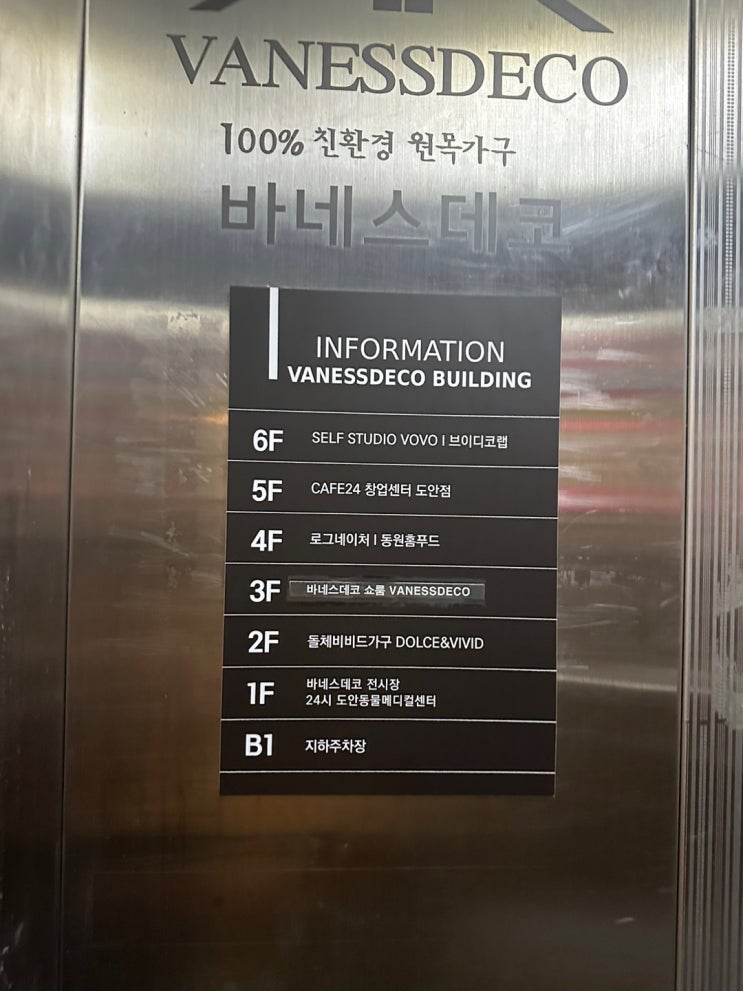 VANESSDECO
100% 친환경 원목가구
바네스데코
INFORMATION
VANESSDECO BUILDING
6F SELF STUDIO VOVO I 브이디코랩
5F CAFE24 창업센터 도안점
4F 로그네이처 I 동원홈푸드
3F 바네스데코 쇼룸 VANESSDECO
2F 돌체비비드가구 DOLCE&VIVID
1F 바네스데코 전시장
24시 도안동물메디컬센터
B1 지하주차장